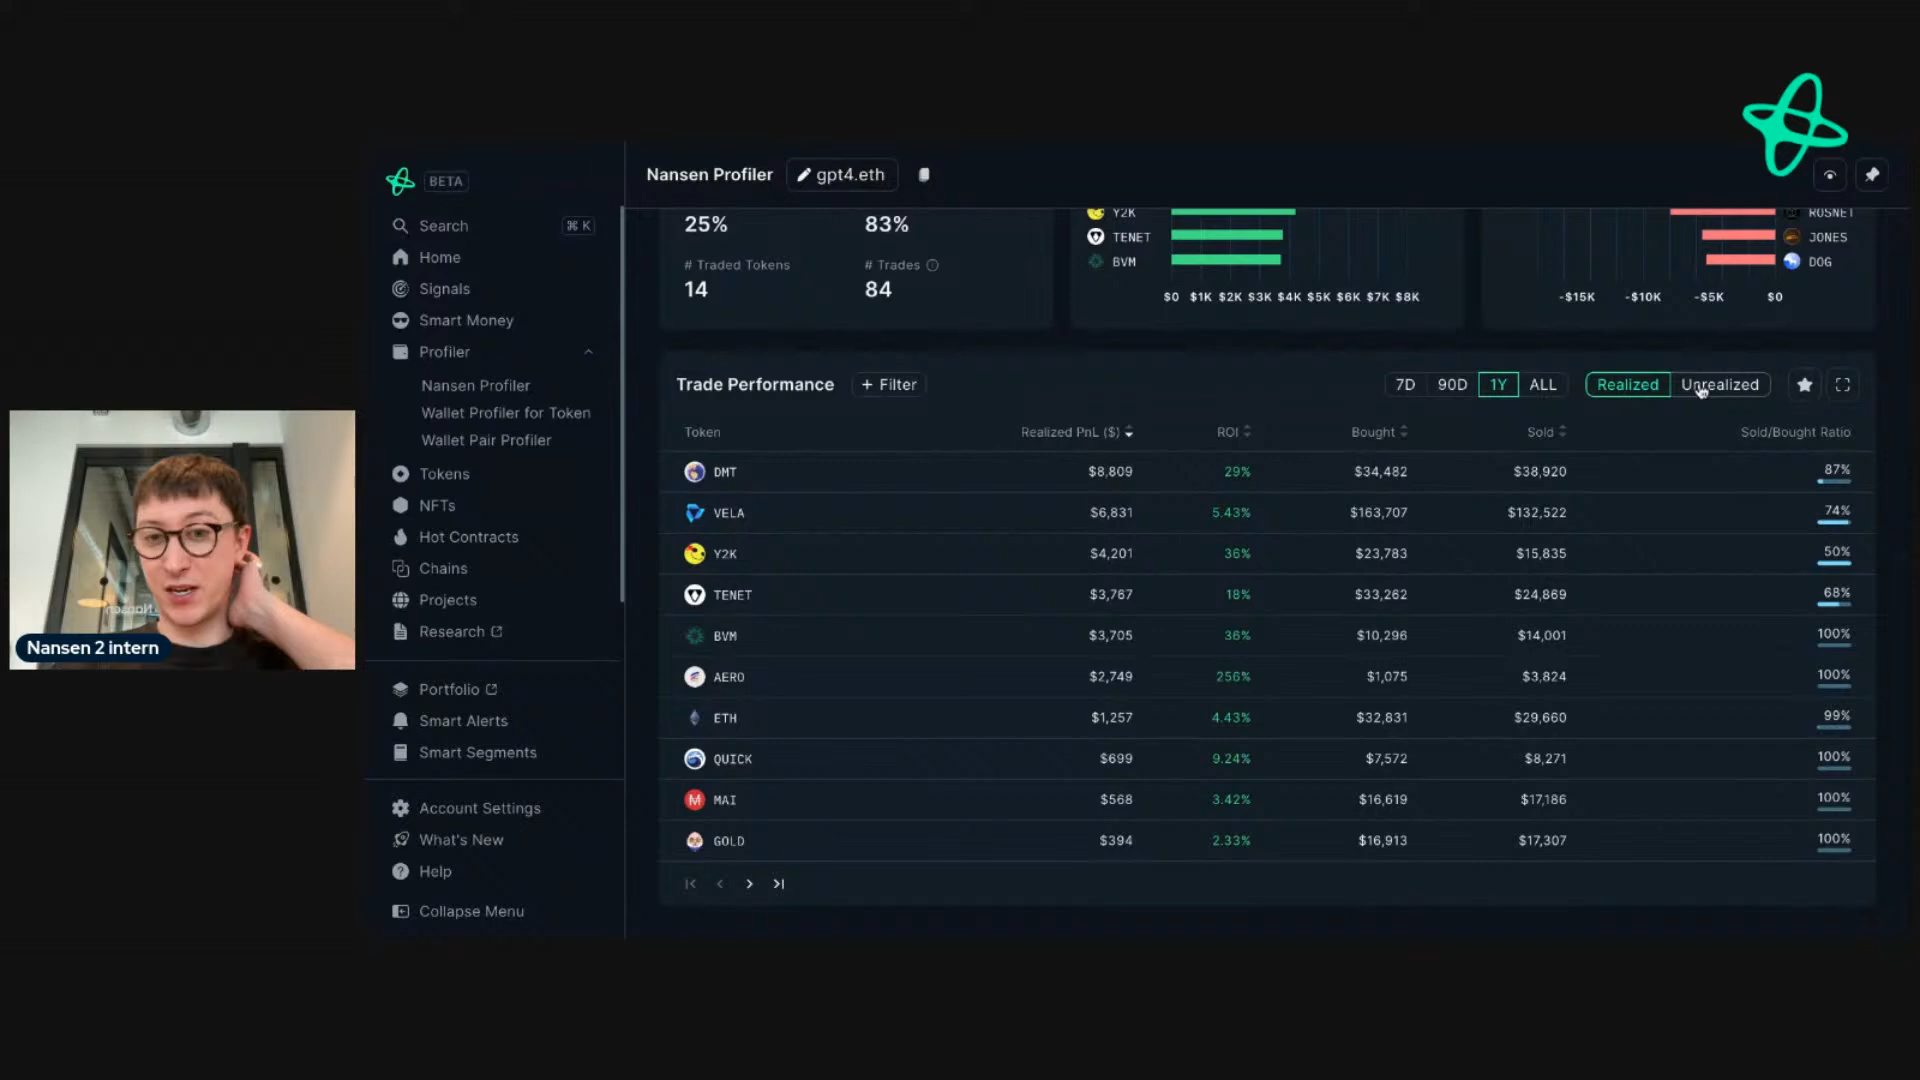 BETA
Search
⌘ K
Home
Signals
Smart Money
Profiler
Nansen Profiler
Wallet Profiler for Token
Wallet Pair Profiler
Tokens
NFTs
Hot Contracts
Chains
Projects
Research
Portfolio
Smart Alerts
Smart Segments
Account Settings
What's New
Help
Collapse Menu
Nansen
Nansen 2 intern
Nansen Profiler
gpt4.eth
25% 83%
# Traded Tokens # Trades
14 84
Y2K
TENET
BVM
$0 $1K $2K $3K $4K $5K $6K $7K $8K
ROSNET
JONES
DOG
-$15K -$10K -$5K $0
Trade Performance + Filter 7D 90D 1Y ALL Realized Unrealized
Token Realized PnL ($) ROI Bought Sold Sold/Bought Ratio
DMT $8,809 29% $34,482 $38,920 87%
VELA $6,831 5.43% $163,707 $132,522 74%
Y2K $4,201 36% $23,783 $15,835 50%
TENET $3,767 18% $33,262 $24,869 68%
BVM $3,705 36% $10,296 $14,001 100%
AERO $2,749 256% $1,075 $3,824 100%
ETH $1,257 4.43% $32,831 $29,660 99%
QUICK $699 9.24% $7,572 $8,271 100%
M MAI $568 3.42% $16,619 $17,186 100%
GOLD $394 2.33% $16,913 $17,307 100%